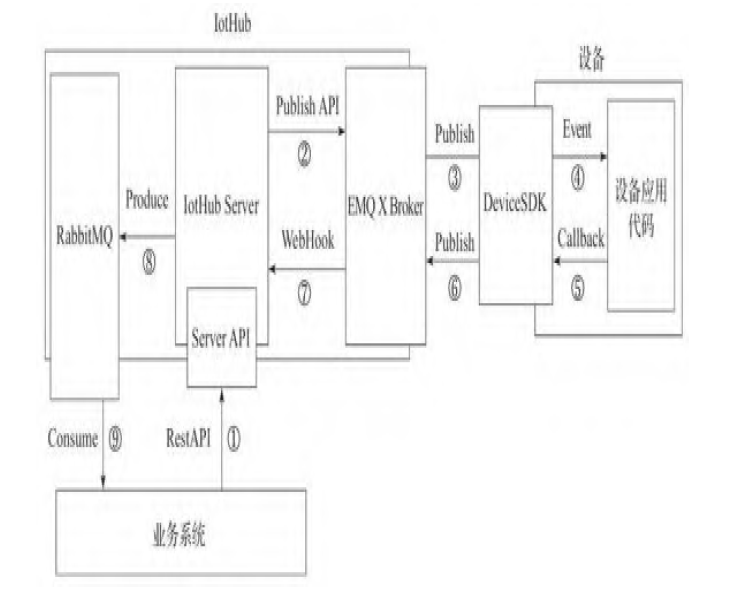 IotHub
设备
Publish API
②
Publish
③
Event
④
Produce
⑧
IotHub Server
EMQ X Broker
DeviceSDK
设备应用
代码
RabbitMQ
WebHook
⑦
Publish
⑥
Callback
⑤
Server API
Consume ⑨
RestAPI ①
业务系统